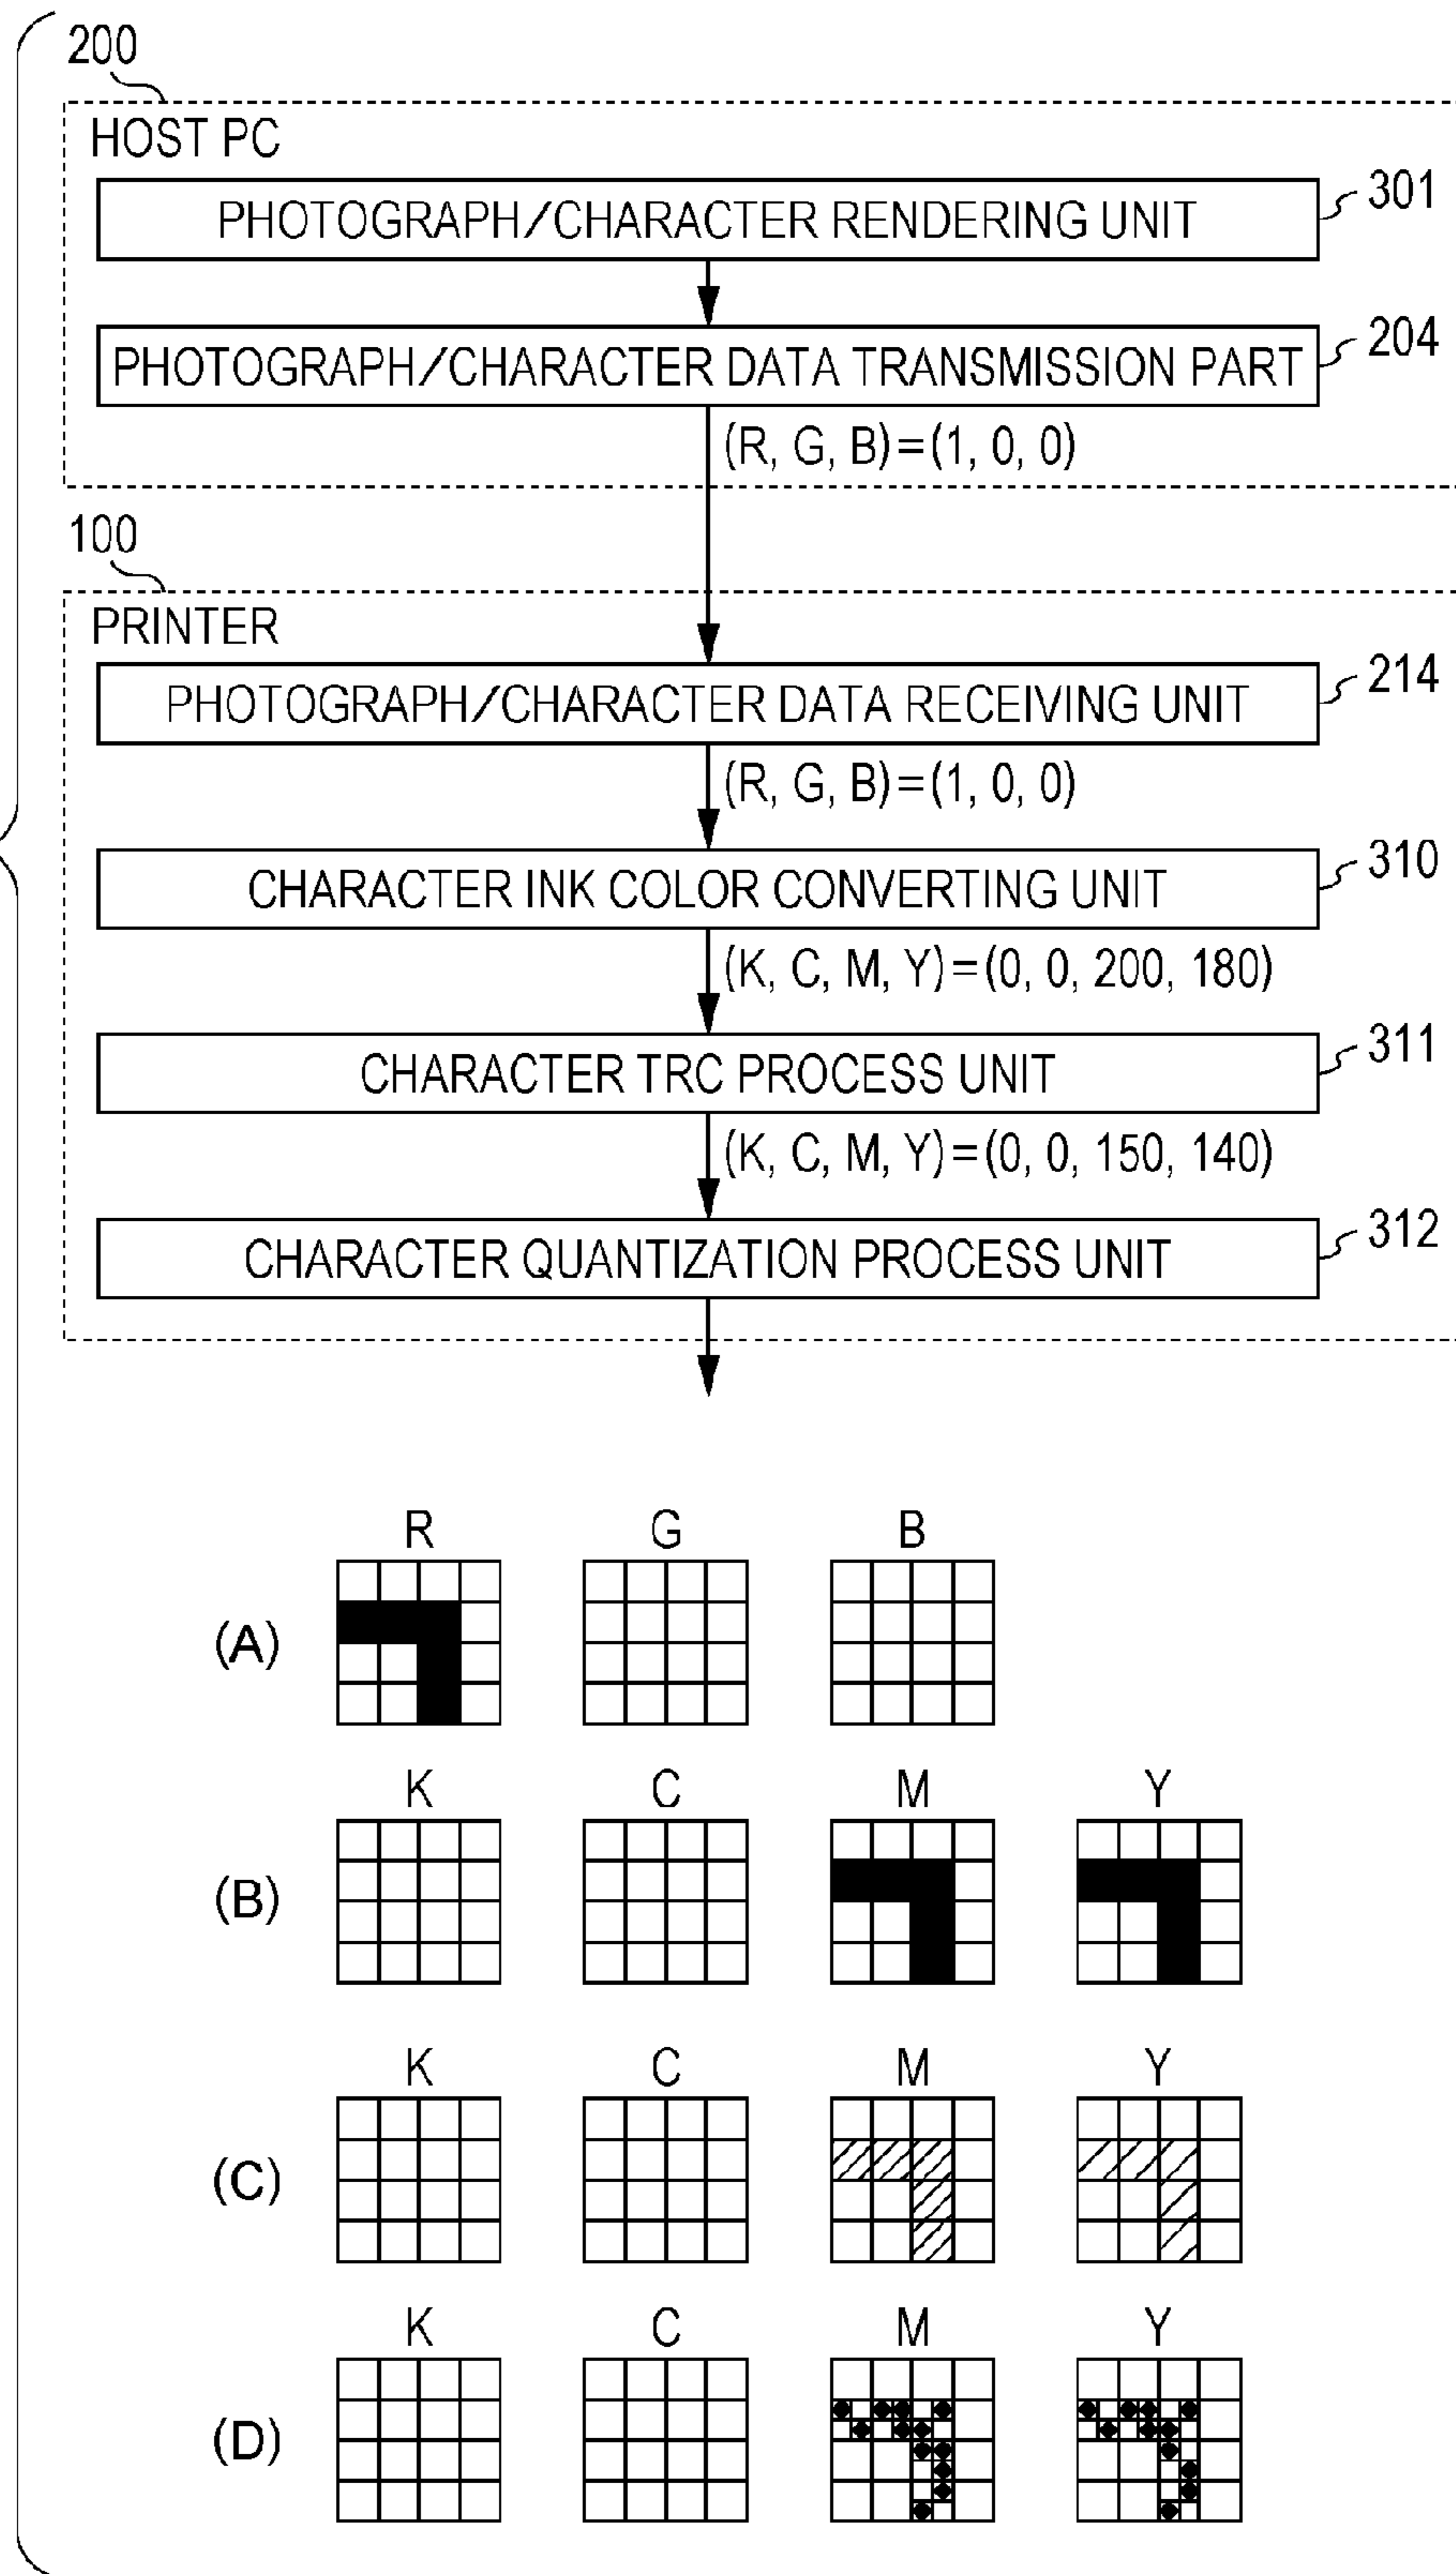 200
HOST PC
PHOTOGRAPH/CHARACTER RENDERING UNIT
301
PHOTOGRAPH/CHARACTER DATA TRANSMISSION PART
204
(R, G, B)=(1, 0, 0)
100
PRINTER
PHOTOGRAPH/CHARACTER DATA RECEIVING UNIT
214
(R, G, B)=(1, 0, 0)
CHARACTER INK COLOR CONVERTING UNIT
310
(K, C, M, Y)=(0, 0, 200, 180)
CHARACTER TRC PROCESS UNIT
311
(K, C, M, Y)=(0, 0, 150, 140)
CHARACTER QUANTIZATION PROCESS UNIT
312
R G B
(A)
K C M Y
(B)
K C M Y
(C)
K C M Y
(D)